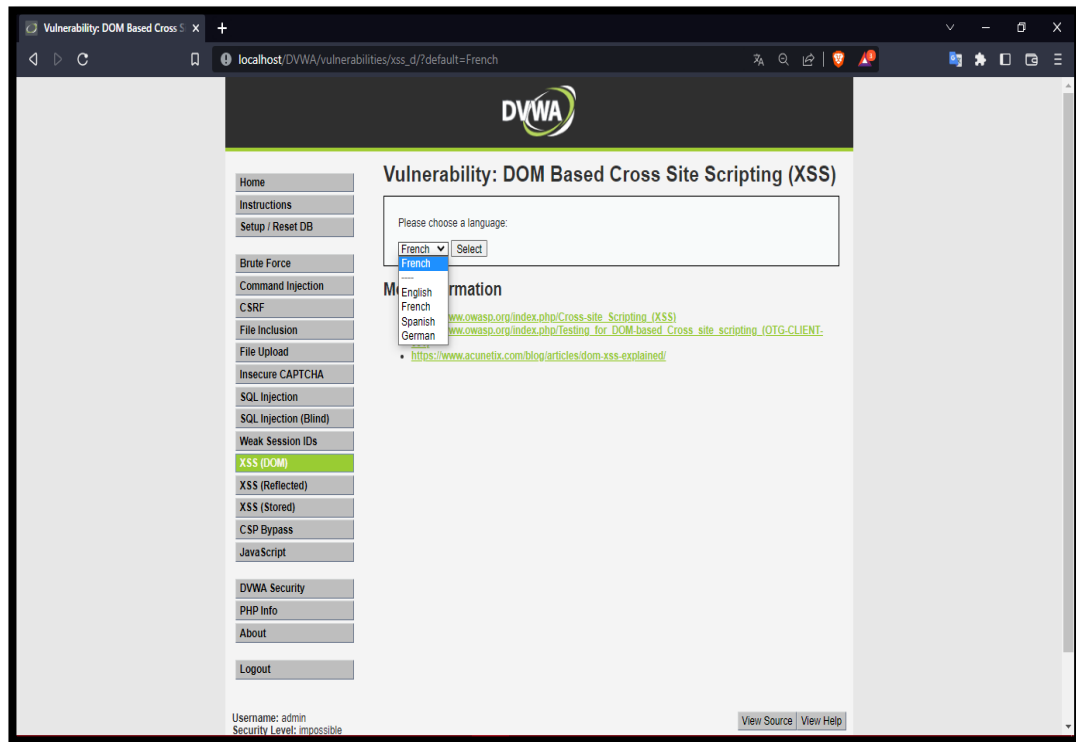 Vulnerability: DOM Based Cross S
localhost/DVWA/vulnerabilities/xss_d/?default=French
DVWA
Home
Instructions
Setup / Reset DB
Brute Force
Command Injection
CSRF
File Inclusion
File Upload
Insecure CAPTCHA
SQL Injection
SQL Injection (Blind)
Weak Session IDs
XSS (DOM)
XSS (Reflected)
XSS (Stored)
CSP Bypass
JavaScript
DVWA Security
PHP Info
About
Logout
Vulnerability: DOM Based Cross Site Scripting (XSS)
Please choose a language:
French Select
French
----
English
French
Spanish
German
rmation
ww.owasp.org/index.php/Cross-site_Scripting_(XSS)
ww.owasp.org/index.php/Testing_for_DOM-based_Cross_site_scripting_(OTG-CLIENT-
https://www.acunetix.com/blog/articles/dom-xss-explained/
Username: admin
Security Level: impossible
View Source View Help